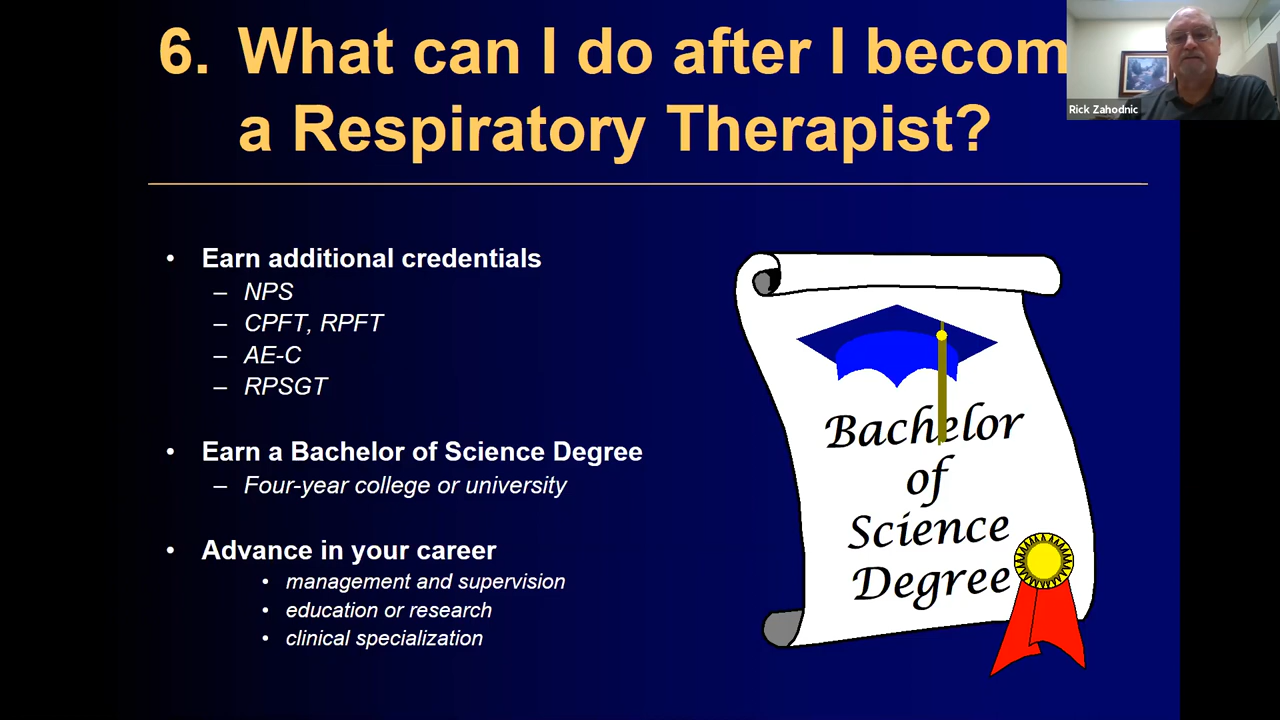 6. What can I do after I becom
a Respiratory Therapist?
Rick Zahodnic
• Earn additional credentials
– NPS
– CPFT, RPFT
– AE-C
– RPSGT
• Earn a Bachelor of Science Degree
– Four-year college or university
• Advance in your career
• management and supervision
• education or research
• clinical specialization
Bachelor
of
Science
Degree